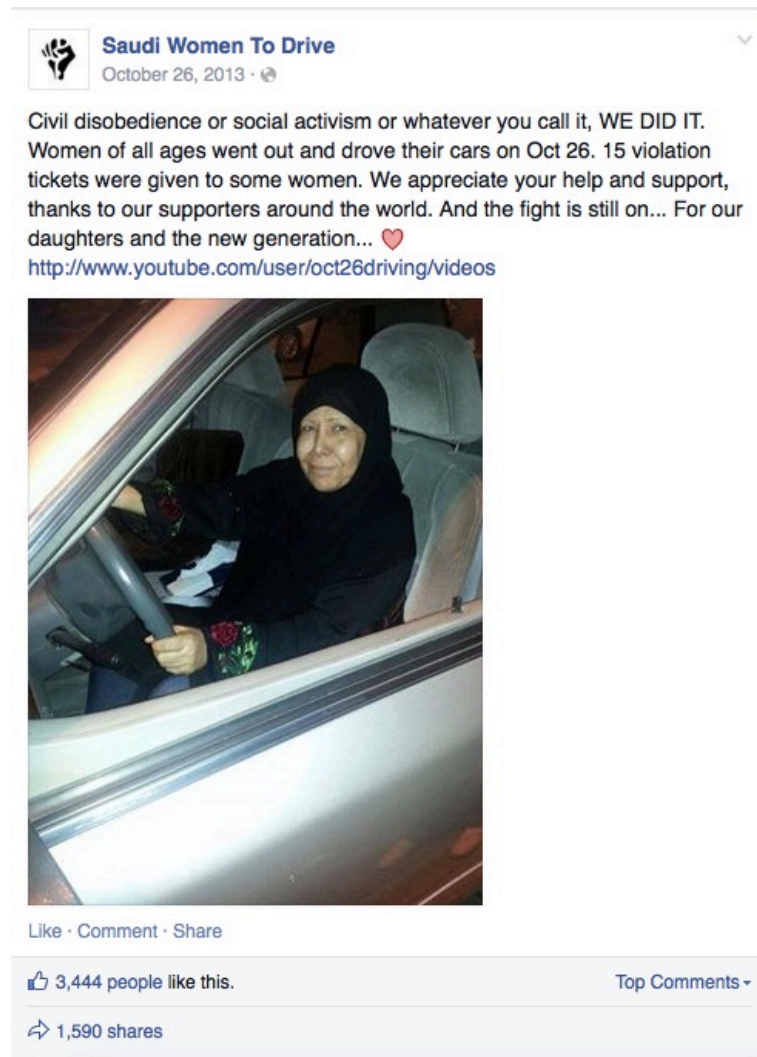 Saudi Women To Drive
October 26, 2013 ·
Civil disobedience or social activism or whatever you call it, WE DID IT.
Women of all ages went out and drove their cars on Oct 26. 15 violation
tickets were given to some women. We appreciate your help and support,
thanks to our supporters around the world. And the fight is still on... For our
daughters and the new generation...
http://www.youtube.com/user/oct26driving/videos
Like · Comment · Share
3,444 people like this.
Top Comments
1,590 shares